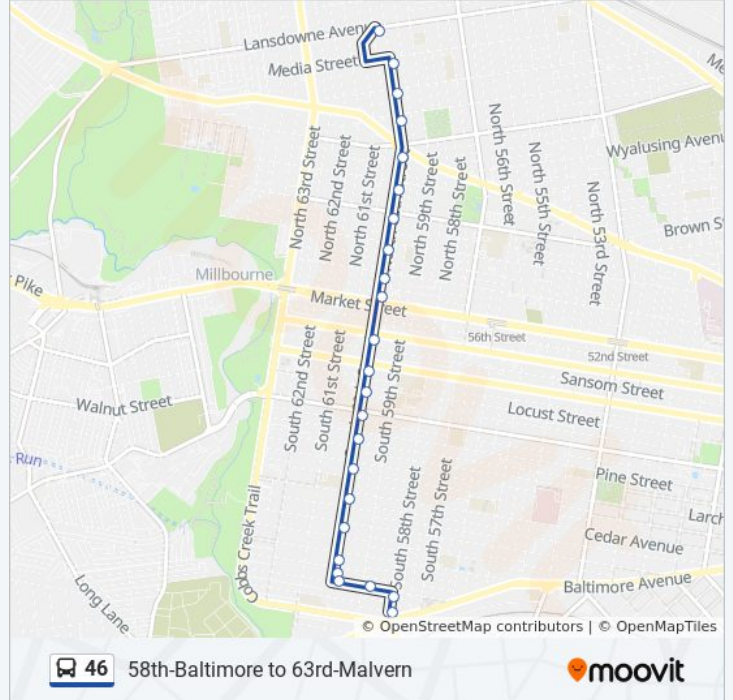 Lansdowne Avenu
Media Street
Me
Wyalusing Avenu
North 56th Street
North 55th Street
North 53rd Street
North 63rd Street
North 62nd Street
North 61st Street
North 59th Street
North 58th Street
Brown S
Millbourne
Pike
Market Street
56th Street
52nd Street
Sansom Street
South 62nd Street
South 61st Street
South 59th Street
Walnut Street
Locust Street
Run
Pine Street
South 58th Street
South 57th Street
Larch
Cobbs Creek Trail
Cedar Avenue
Long Lane
Baltimore Avenue
© OpenStreetMap contributors | © OpenMapTiles
46 58th-Baltimore to 63rd-Malvern
moovit